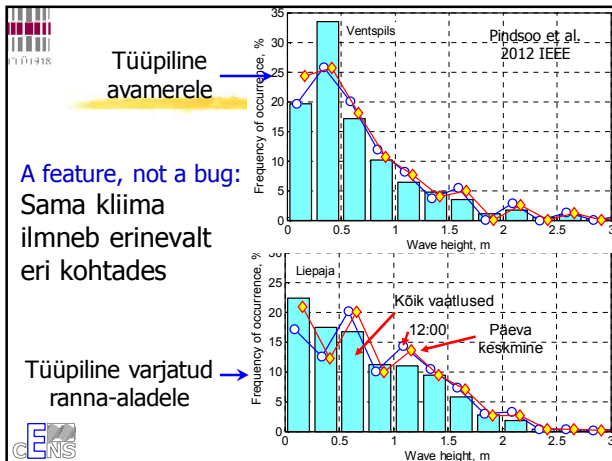 TTÜ1918
Tüüpiline
avamerele
A feature, not a bug:
Sama kliima
ilmneb erinevalt
eri kohtades
Tüüpiline varjatud
ranna-aladele
CENS
Ventspils
Pindsoo et al.
2012 IEEE
Frequency of occurrence, %
35
30
25
20
15
10
5
0
0 0.5 1 1.5 2 2.5 3
Wave height, m
Liepaja
Kõik vaatlused
12:00
Päeva
keskmine
Frequency of occurrence, %
30
25
20
15
10
5
0
0 0.5 1 1.5 2 2.5 3
Wave height, m